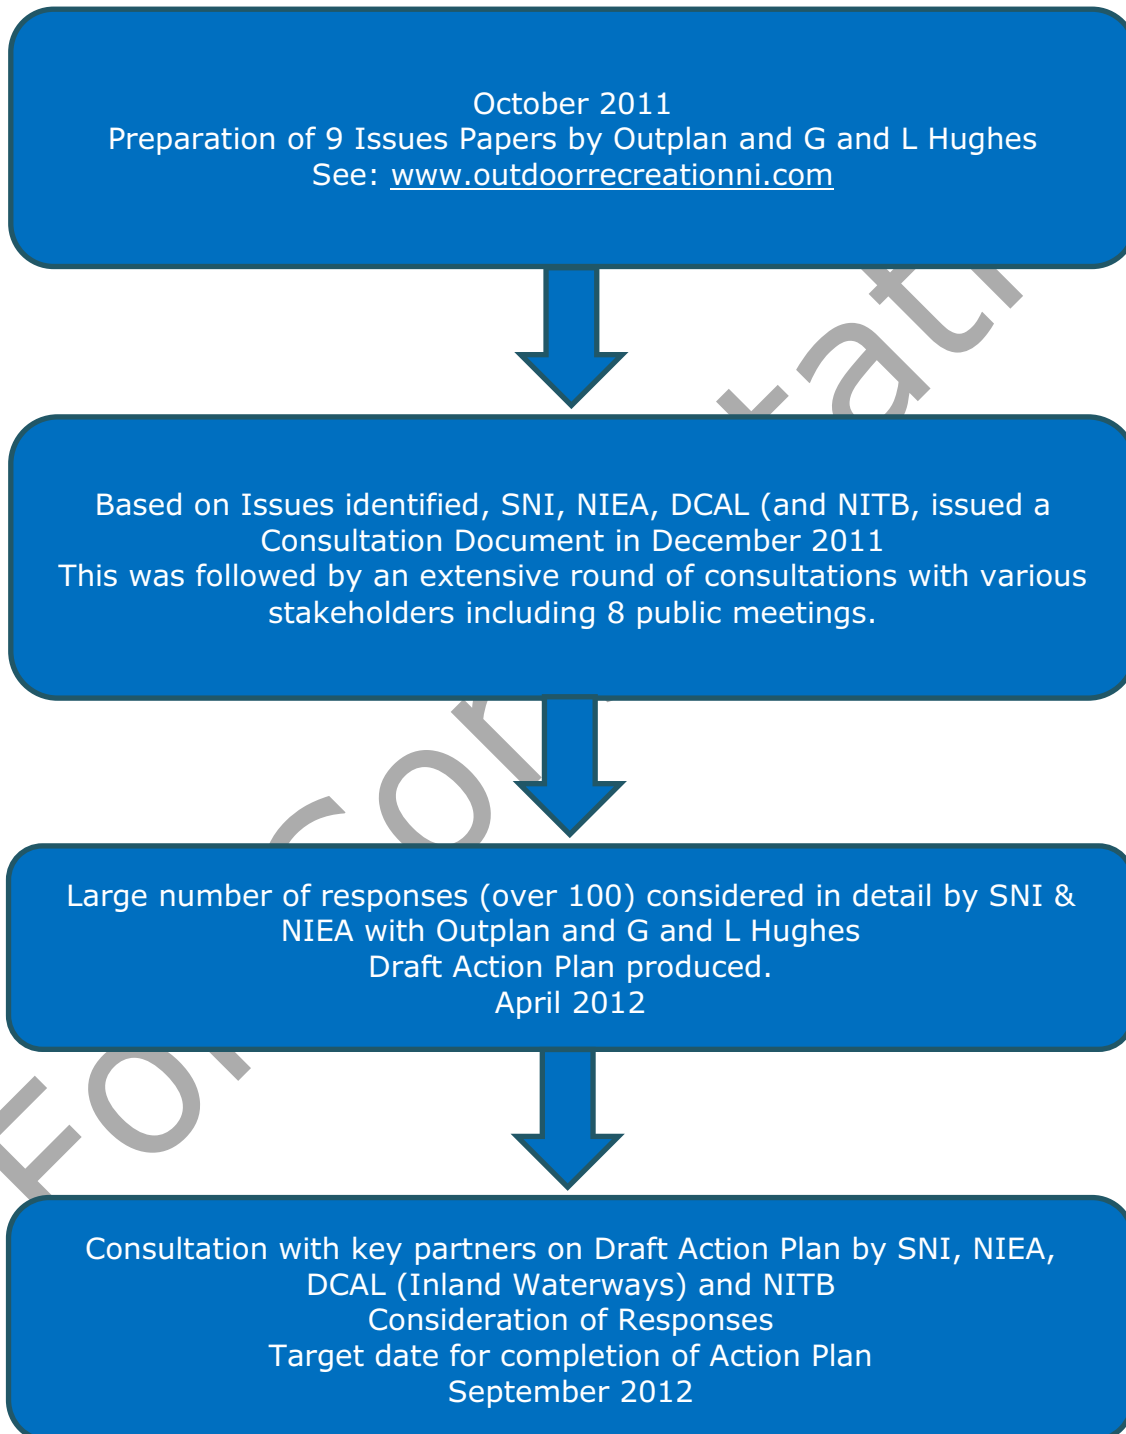 October 2011
Preparation of 9 Issues Papers by Outplan and G and L Hughes
See: www.outdoorrecreationni.com
Based on Issues identified, SNI, NIEA, DCAL (and NITB, issued a
Consultation Document in December 2011
This was followed by an extensive round of consultations with various
stakeholders including 8 public meetings.
Large number of responses (over 100) considered in detail by SNI &
NIEA with Outplan and G and L Hughes
Draft Action Plan produced.
April 2012
Consultation with key partners on Draft Action Plan by SNI, NIEA,
DCAL (Inland Waterways) and NITB
Consideration of Responses
Target date for completion of Action Plan
September 2012
For